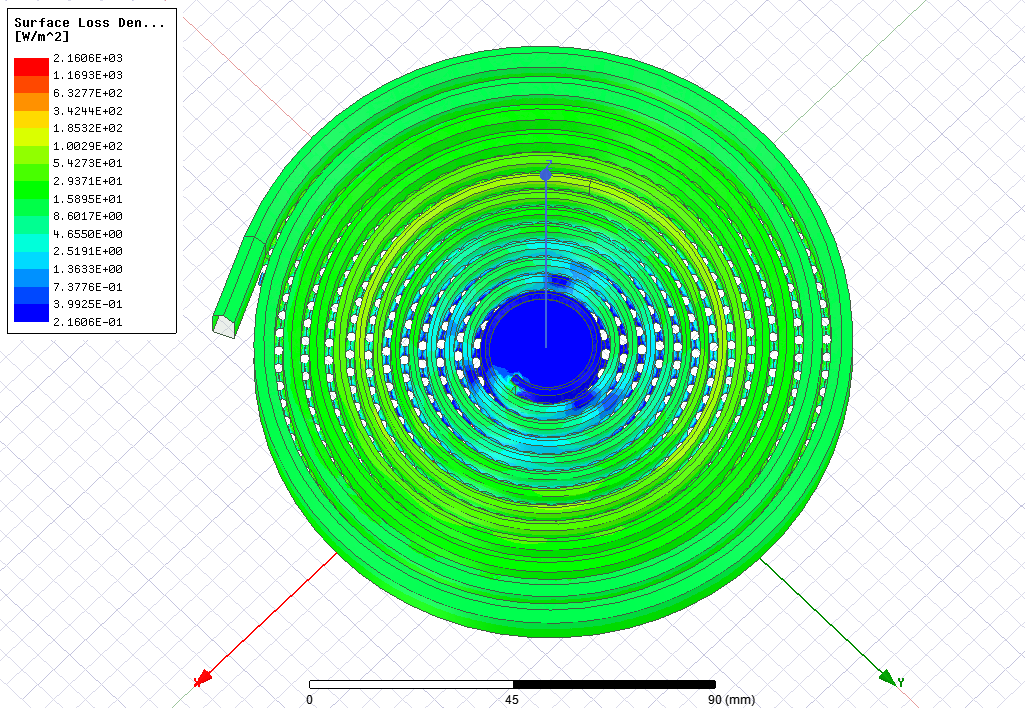 Surface Loss Den...
[W/m^2]
2.1606E+03
1.1693E+03
6.3277E+02
3.4244E+02
1.8532E+02
1.0029E+02
5.4273E+01
2.9371E+01
1.5895E+01
8.6017E+00
4.6550E+00
2.5191E+00
1.3633E+00
7.3776E-01
3.9925E-01
2.1606E-01
Z
X
Y
0
45
90 (mm)